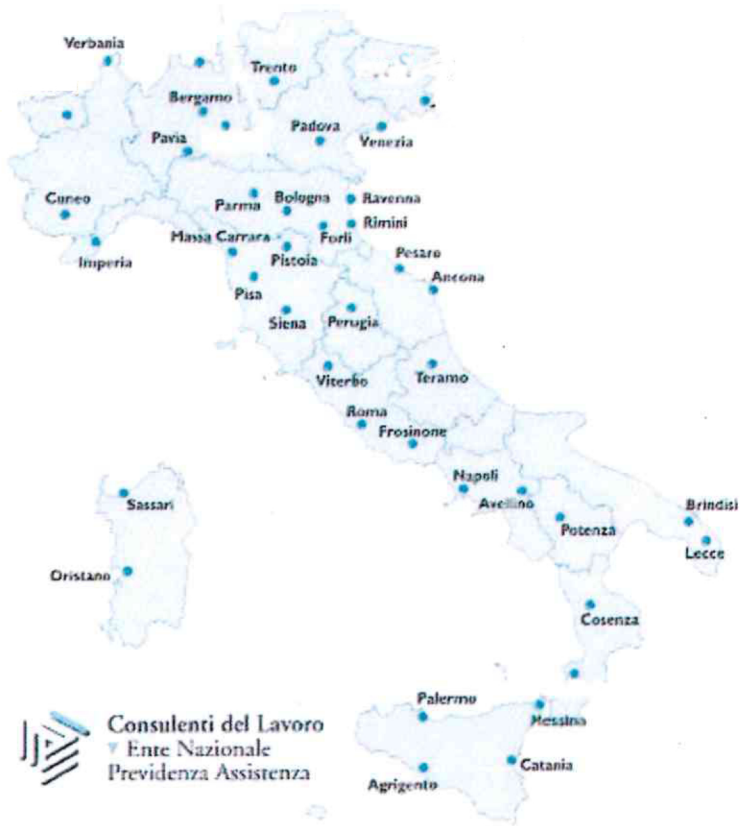 Verbania
Trento
Bergamo
Padova
Venezia
Pavia
Cuneo
Parma
Bologna
Ravenna
Rimini
Massa Carrara
Forlì
Imperia
Pistoia
Pesaro
Pisa
Ancona
Siena
Perugia
Viterbo
Teramo
Roma
Frosinone
Napoli
Sassari
Avellino
Brindisi
Potenza
Lecce
Oristano
Cosenza
Palermo
Messina
Consulenti del Lavoro
Ente Nazionale
Previdenza Assistenza
Catania
Agrigento